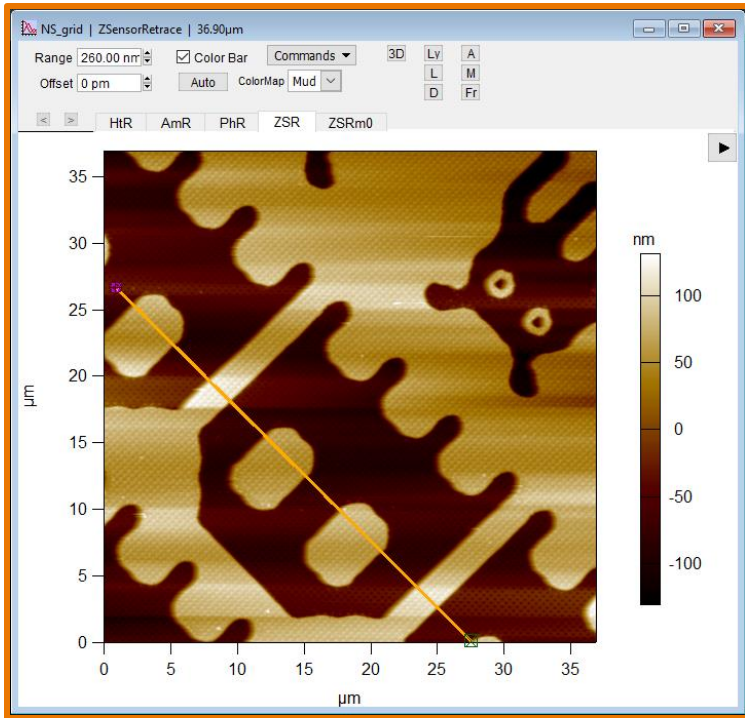 NS_grid | ZSensorRetrace | 36.90µm
Range 260.00 nm Color Bar Commands 3D Ly A
Offset 0 pm Auto ColorMap Mud L M
D Fr
< > HtR AmR PhR ZSR ZSRm0
35
30
25
20
15
10
5
0
µm
0 5 10 15 20 25 30 35
µm
nm
100
50
0
-50
-100